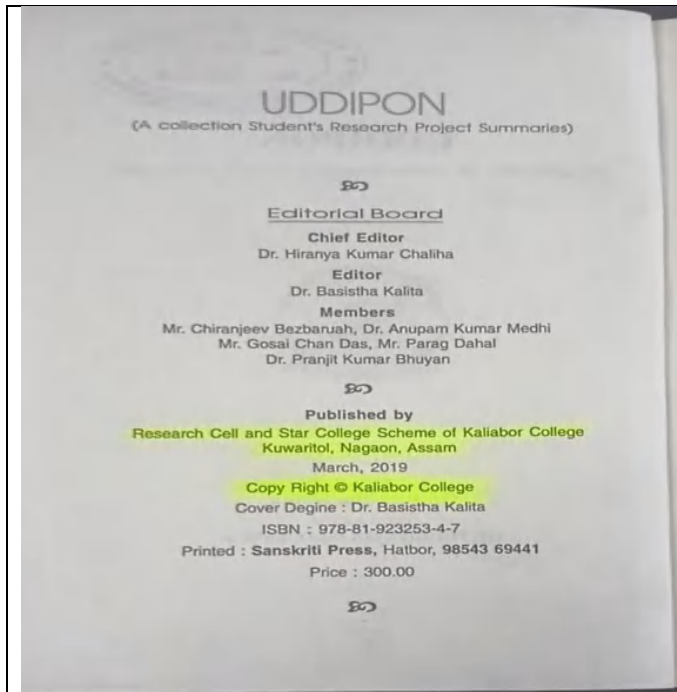 UDDIPON
(A collection Student's Research Project Summaries)
Editorial Board
Chief Editor
Dr. Hiranya Kumar Chaliha
Editor
Dr. Basistha Kalita
Members
Mr. Chiranjeev Bezbaruah, Dr. Anupam Kumar Medhi
Mr. Gosai Chan Das, Mr. Parag Dahal
Dr. Pranjit Kumar Bhuyan
Published by
Research Cell and Star College Scheme of Kaliabor College
Kuwaritol, Nagaon, Assam
March, 2019
Copy Right © Kaliabor College
Cover Degine : Dr. Basistha Kalita
ISBN : 978-81-923253-4-7
Printed : Sanskriti Press, Hatbor, 98543 69441
Price : 300.00